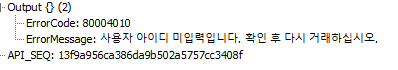 Output {} (2)
ErrorCode: 80004010
ErrorMessage: 사용자 아이디 미입력입니다. 확인 후 다시 거래하십시오.
API_SEQ: 13f9a956ca386da9b502a5757cc3408f